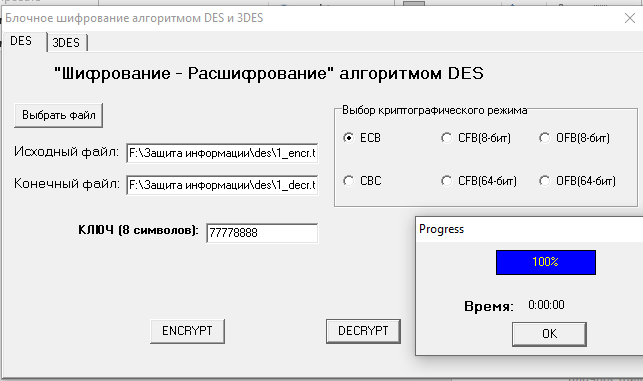 Блочное шифрование алгоритмом DES и 3DES
DES 3DES
"Шифрование - Расшифрование" алгоритмом DES
Выбрать файл
Выбор криптографического режима
ECB CFB(8-бит) OFB(8-бит)
Исходный файл: F:\Защита информации\des\1_encr.t
Конечный файл: F:\Защита информации\des\1_decr.t
CBC CFB(64-бит) OFB(64-бит)
КЛЮЧ (8 символов): 77778888
Progress
100%
Время: 0:00:00
ENCRYPT DECRYPT OK